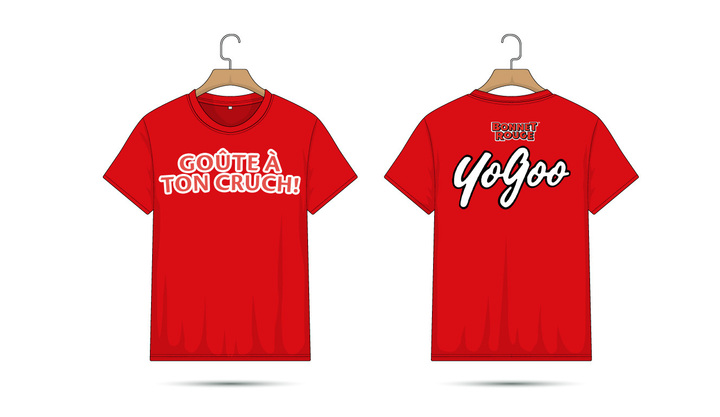 GOÛTE À
TON CRUCH!
BONNET
ROUGE
YoGoo